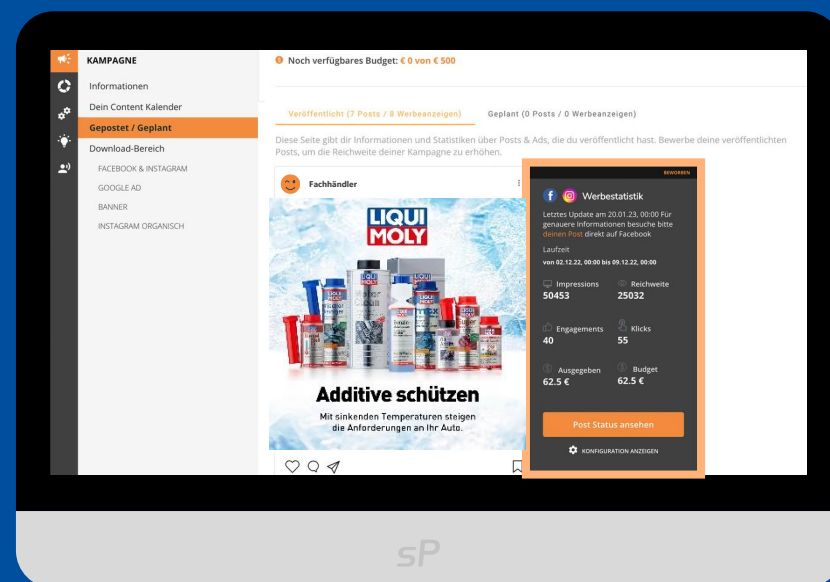 KAMPAGNE
Informationen
Dein Content Kalender
Gepostet / Geplant
Download-Bereich
FACEBOOK & INSTAGRAM
GOOGLE AD
BANNER
INSTAGRAM ORGANISCH
Noch verfügbares Budget: € 0 von € 500
Veröffentlicht (7 Posts / 8 Werbeanzeigen)
Geplant (0 Posts / 0 Werbeanzeigen)
Diese Seite gibt dir Informationen und Statistiken über Posts & Ads, die du veröffentlicht hast. Bewerbe deine veröffentlichten
Posts, um die Reichweite deiner Kampagne zu erhöhen.
Fachhändler
LIQUI
MOLY
Additive schützen
Mit sinkenden Temperaturen steigen
die Anforderungen an Ihr Auto.
BEWORBEN
Werbestatistik
Letztes Update am 20.01.23, 00:00 Für
genauere Informationen besuche bitte
deinen Post direkt auf Facebook
Laufzeit
von 02.12.22, 00:00 bis 09.12.22, 00:00
Impressions
50453
Reichweite
25032
Engagements
40
Klicks
55
Ausgegeben
62.5 €
Budget
62.5 €
Post Status ansehen
KONFIGURATION ANZEIGEN
sP